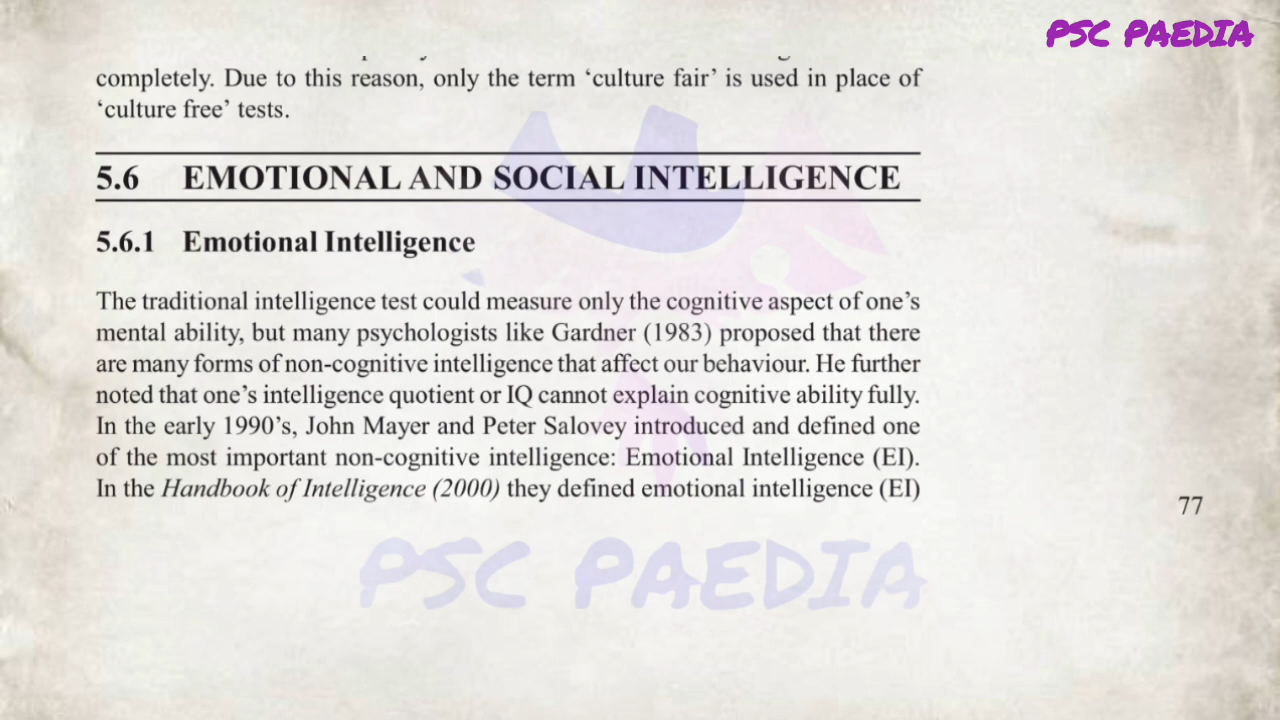 PSC PAEDIA
completely. Due to this reason, only the term ‘culture fair’ is used in place of
‘culture free’ tests.
5.6 EMOTIONAL AND SOCIAL INTELLIGENCE
5.6.1 Emotional Intelligence
The traditional intelligence test could measure only the cognitive aspect of one’s
mental ability, but many psychologists like Gardner (1983) proposed that there
are many forms of non-cognitive intelligence that affect our behaviour. He further
noted that one’s intelligence quotient or IQ cannot explain cognitive ability fully.
In the early 1990’s, John Mayer and Peter Salovey introduced and defined one
of the most important non-cognitive intelligence: Emotional Intelligence (EI).
In the Handbook of Intelligence (2000) they defined emotional intelligence (EI)
77
PSC PAEDIA